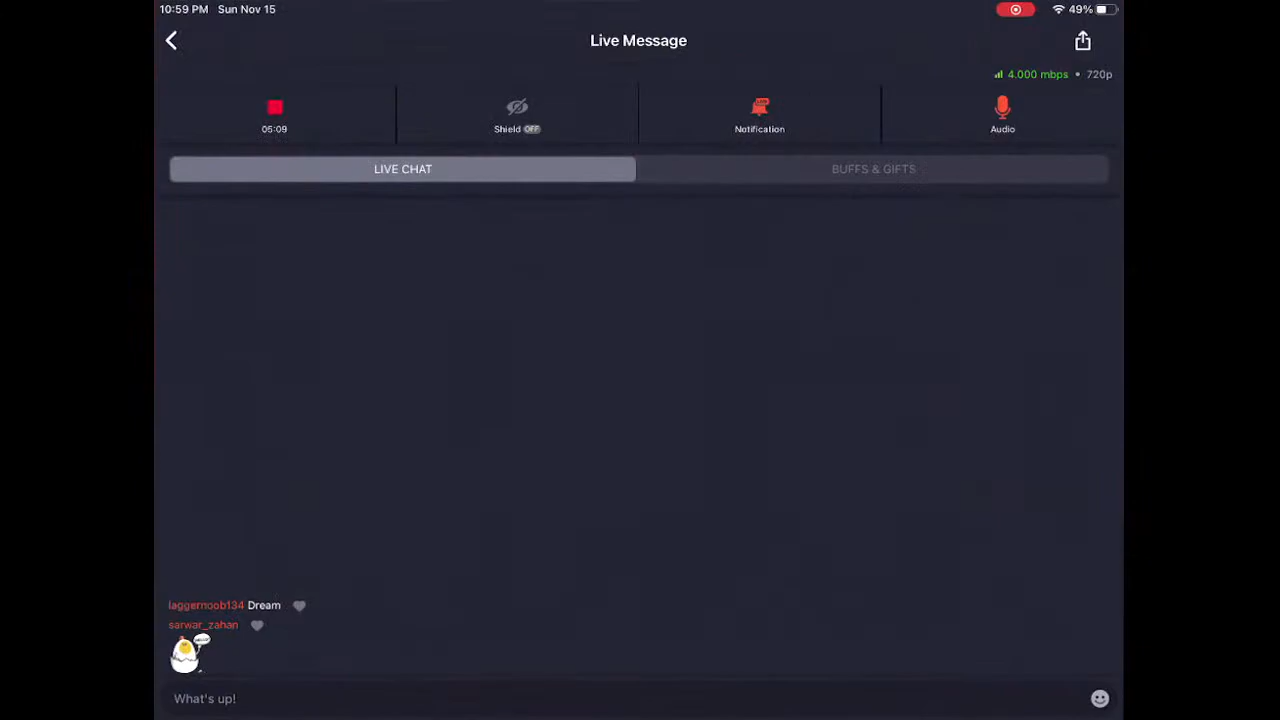 10:59 PM Sun Nov 15 49%
Live Message
4.000 mbps • 720p
05:09 Shield OFF Notification Audio
LIVE CHAT BUFFS & GIFTS
laggernoob134 Dream
sarwar_zahan
What's up!